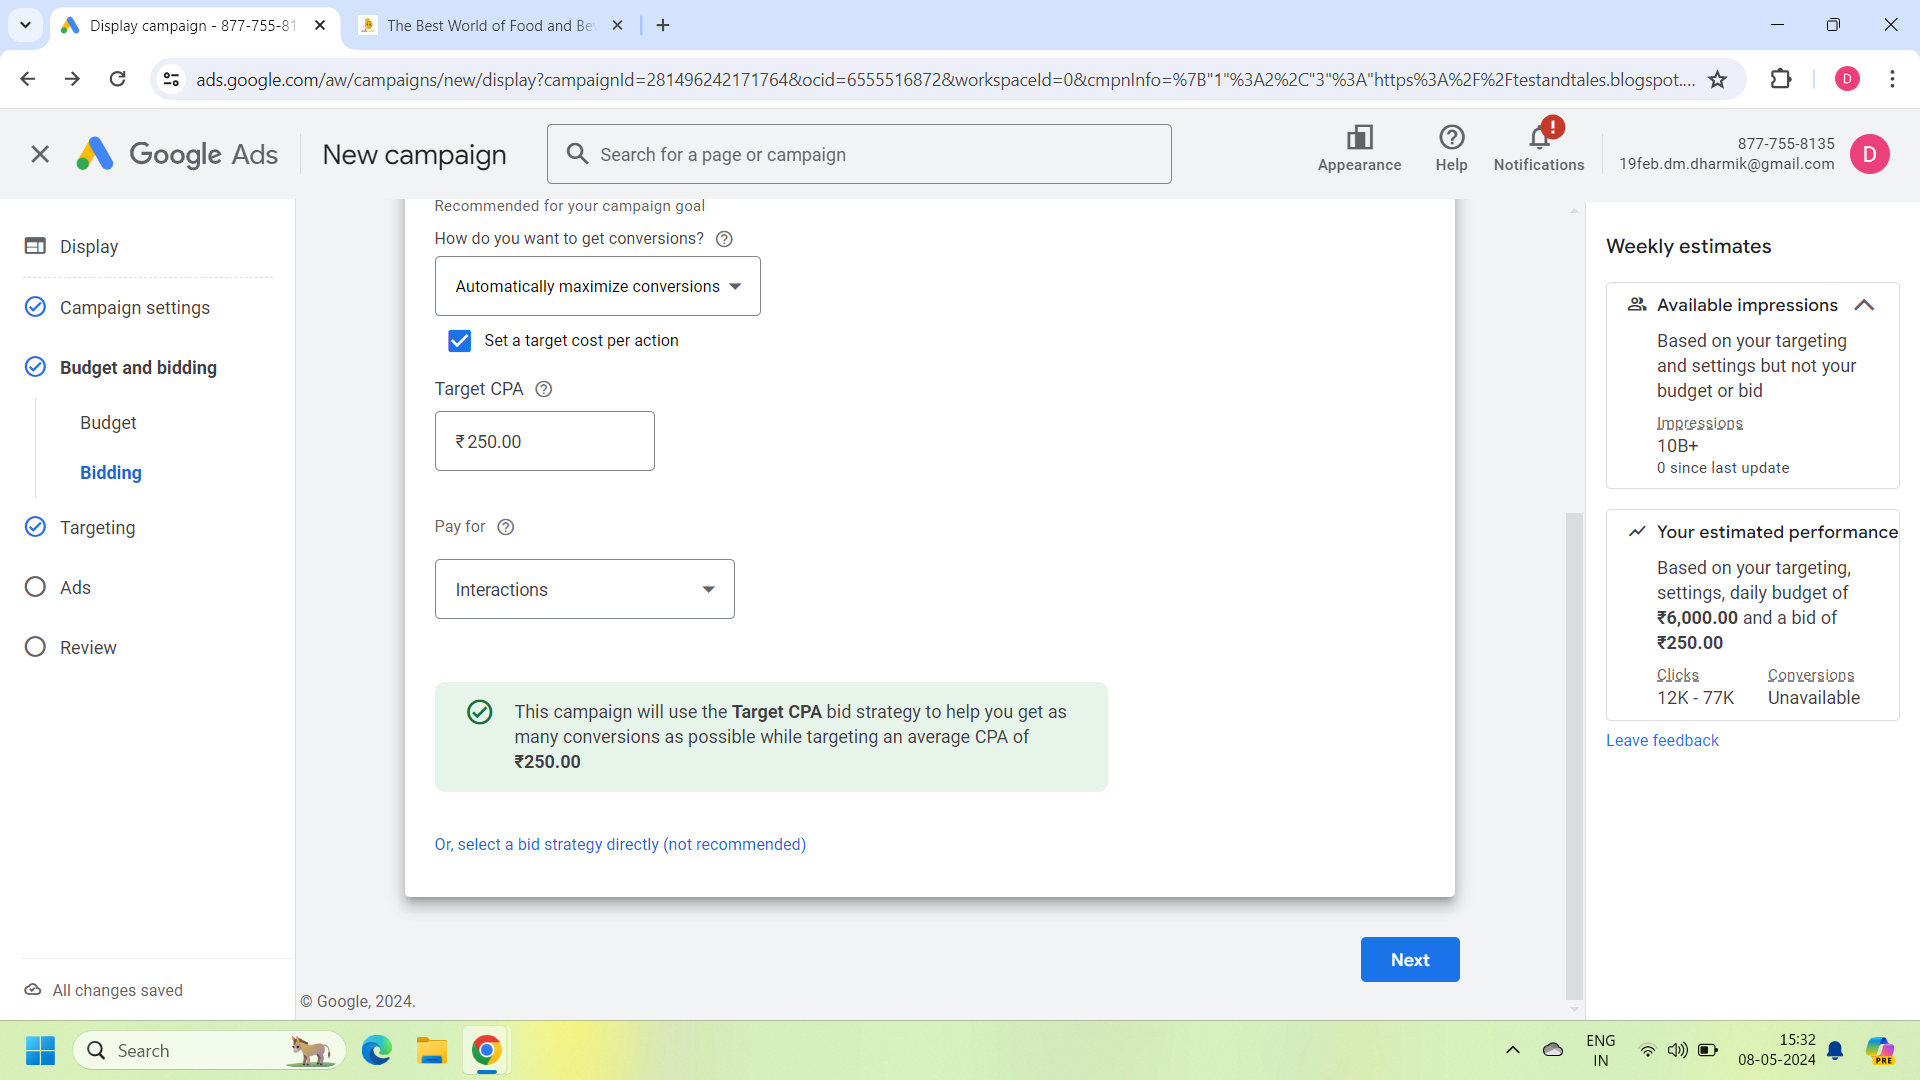 Display campaign - 877-755-81
The Best World of Food and Be
ads.google.com/aw/campaigns/new/display?campaignId=281496242171764&ocid=6555516872&workspaceId=0&cmpnInfo=%7B"1"%3A2%2C"3"%3A"https%3A%2F%2Ftestandtales.blogspot....
D
Google Ads
New campaign
Search for a page or campaign
Appearance
Help
!
Notifications
877-755-8135
19feb.dm.dharmik@gmail.com
D
Display
Campaign settings
Budget and bidding
Budget
Bidding
Targeting
Ads
Review
All changes saved
Recommended for your campaign goal
How do you want to get conversions?
Automatically maximize conversions
Set a target cost per action
Target CPA
₹250.00
Pay for
Interactions
This campaign will use the Target CPA bid strategy to help you get as
many conversions as possible while targeting an average CPA of
₹250.00
Or, select a bid strategy directly (not recommended)
Next
© Google, 2024.
Weekly estimates
Available impressions
Based on your targeting
and settings but not your
budget or bid
Impressions
10B+
0 since last update
Your estimated performance
Based on your targeting,
settings, daily budget of
₹6,000.00 and a bid of
₹250.00
Clicks Conversions
12K - 77K Unavailable
Leave feedback
Search
ENG
IN
15:32
08-05-2024
PRE